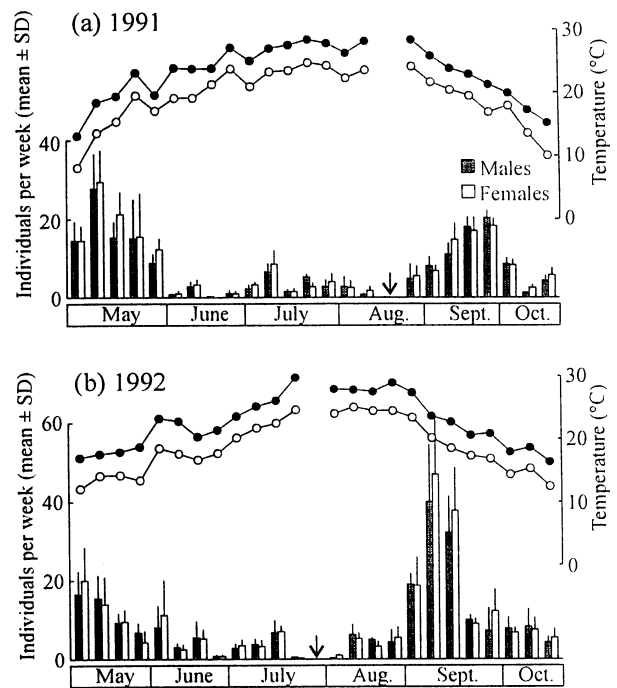 (a) 1991
Individuals per week (mean ± SD)
40
20
0
30
20
10
0
Temperature (°C)
Males
Females
May June July Aug. Sept. Oct.
(b) 1992
Individuals per week (mean ± SD)
60
40
20
0
30
20
10
0
Temperature (°C)
May June July Aug. Sept. Oct.